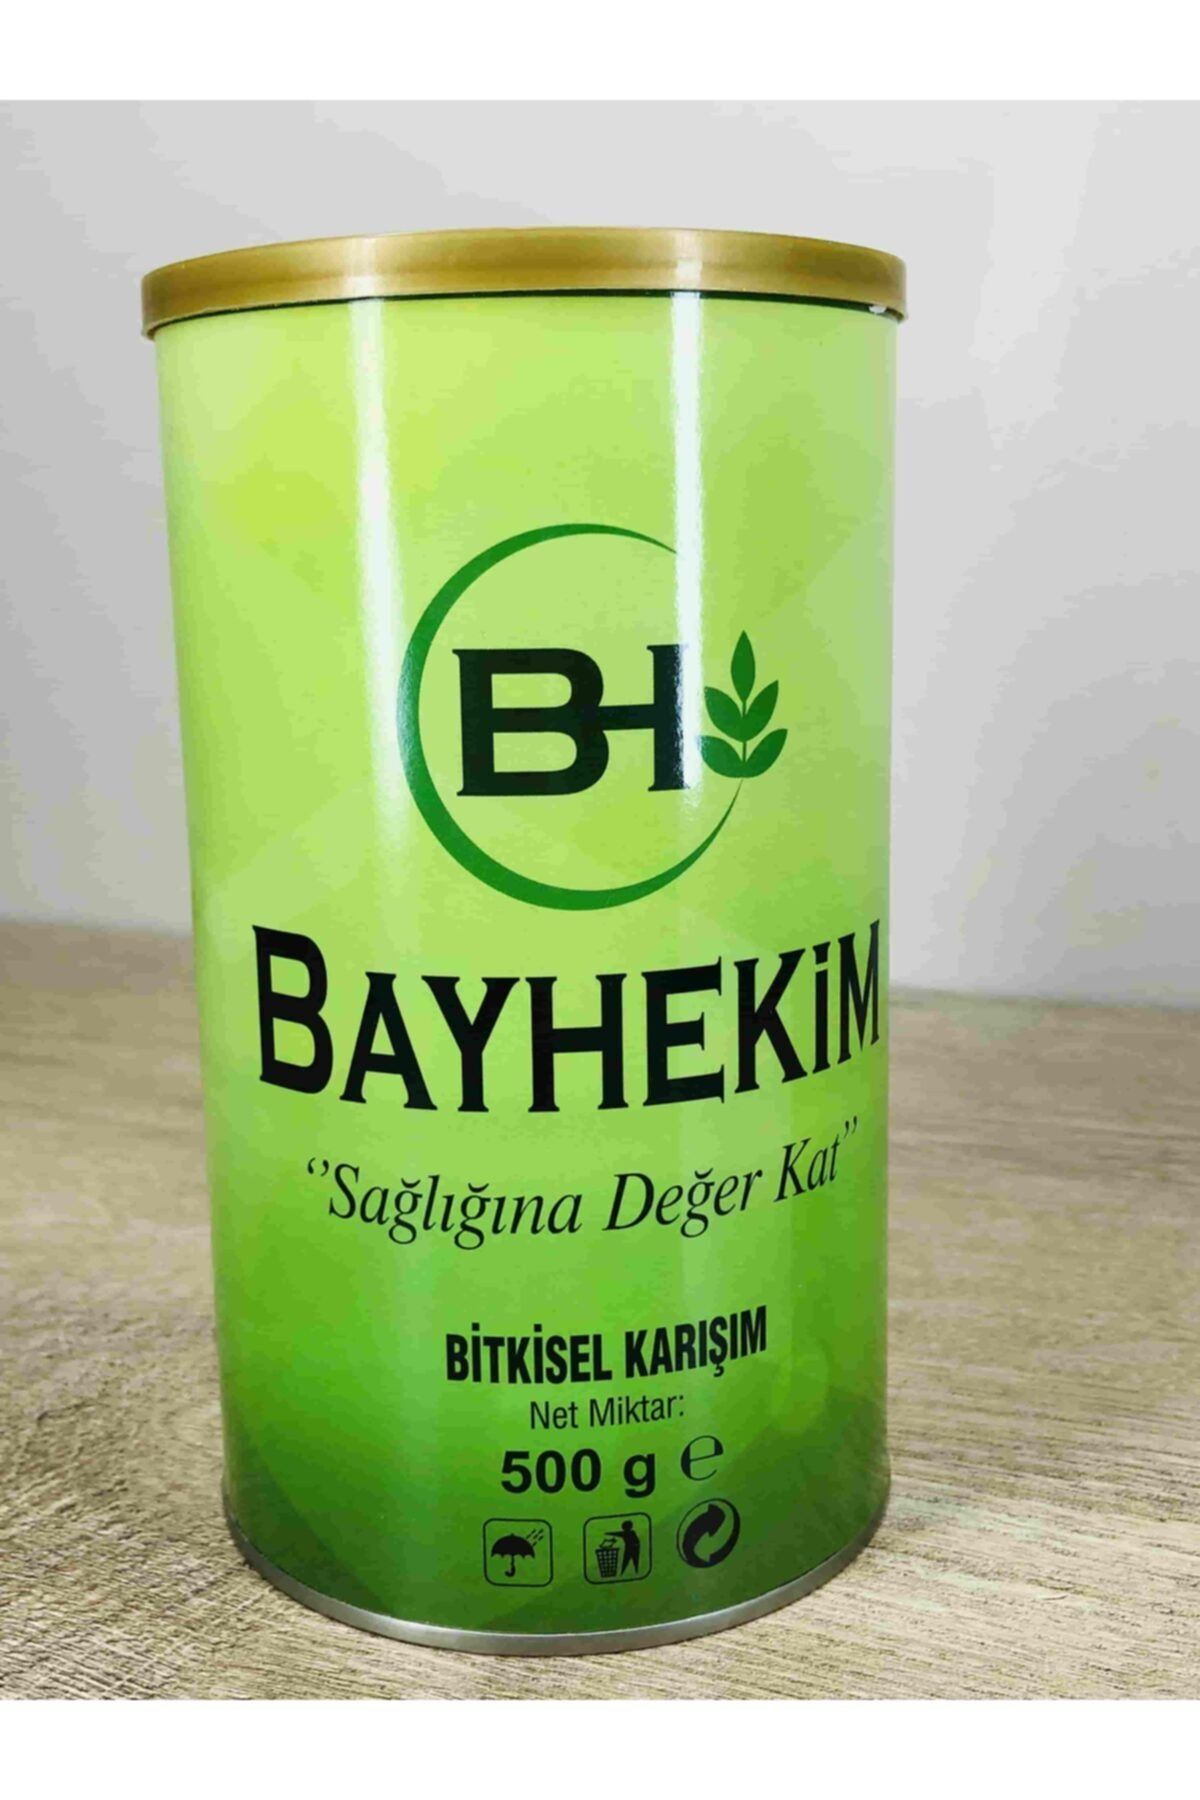 BH
BAYHEKİM
‘’Sağlığına Değer Kat’’
BİTKİSEL KARIŞIM
Net Miktar:
500 g ℮